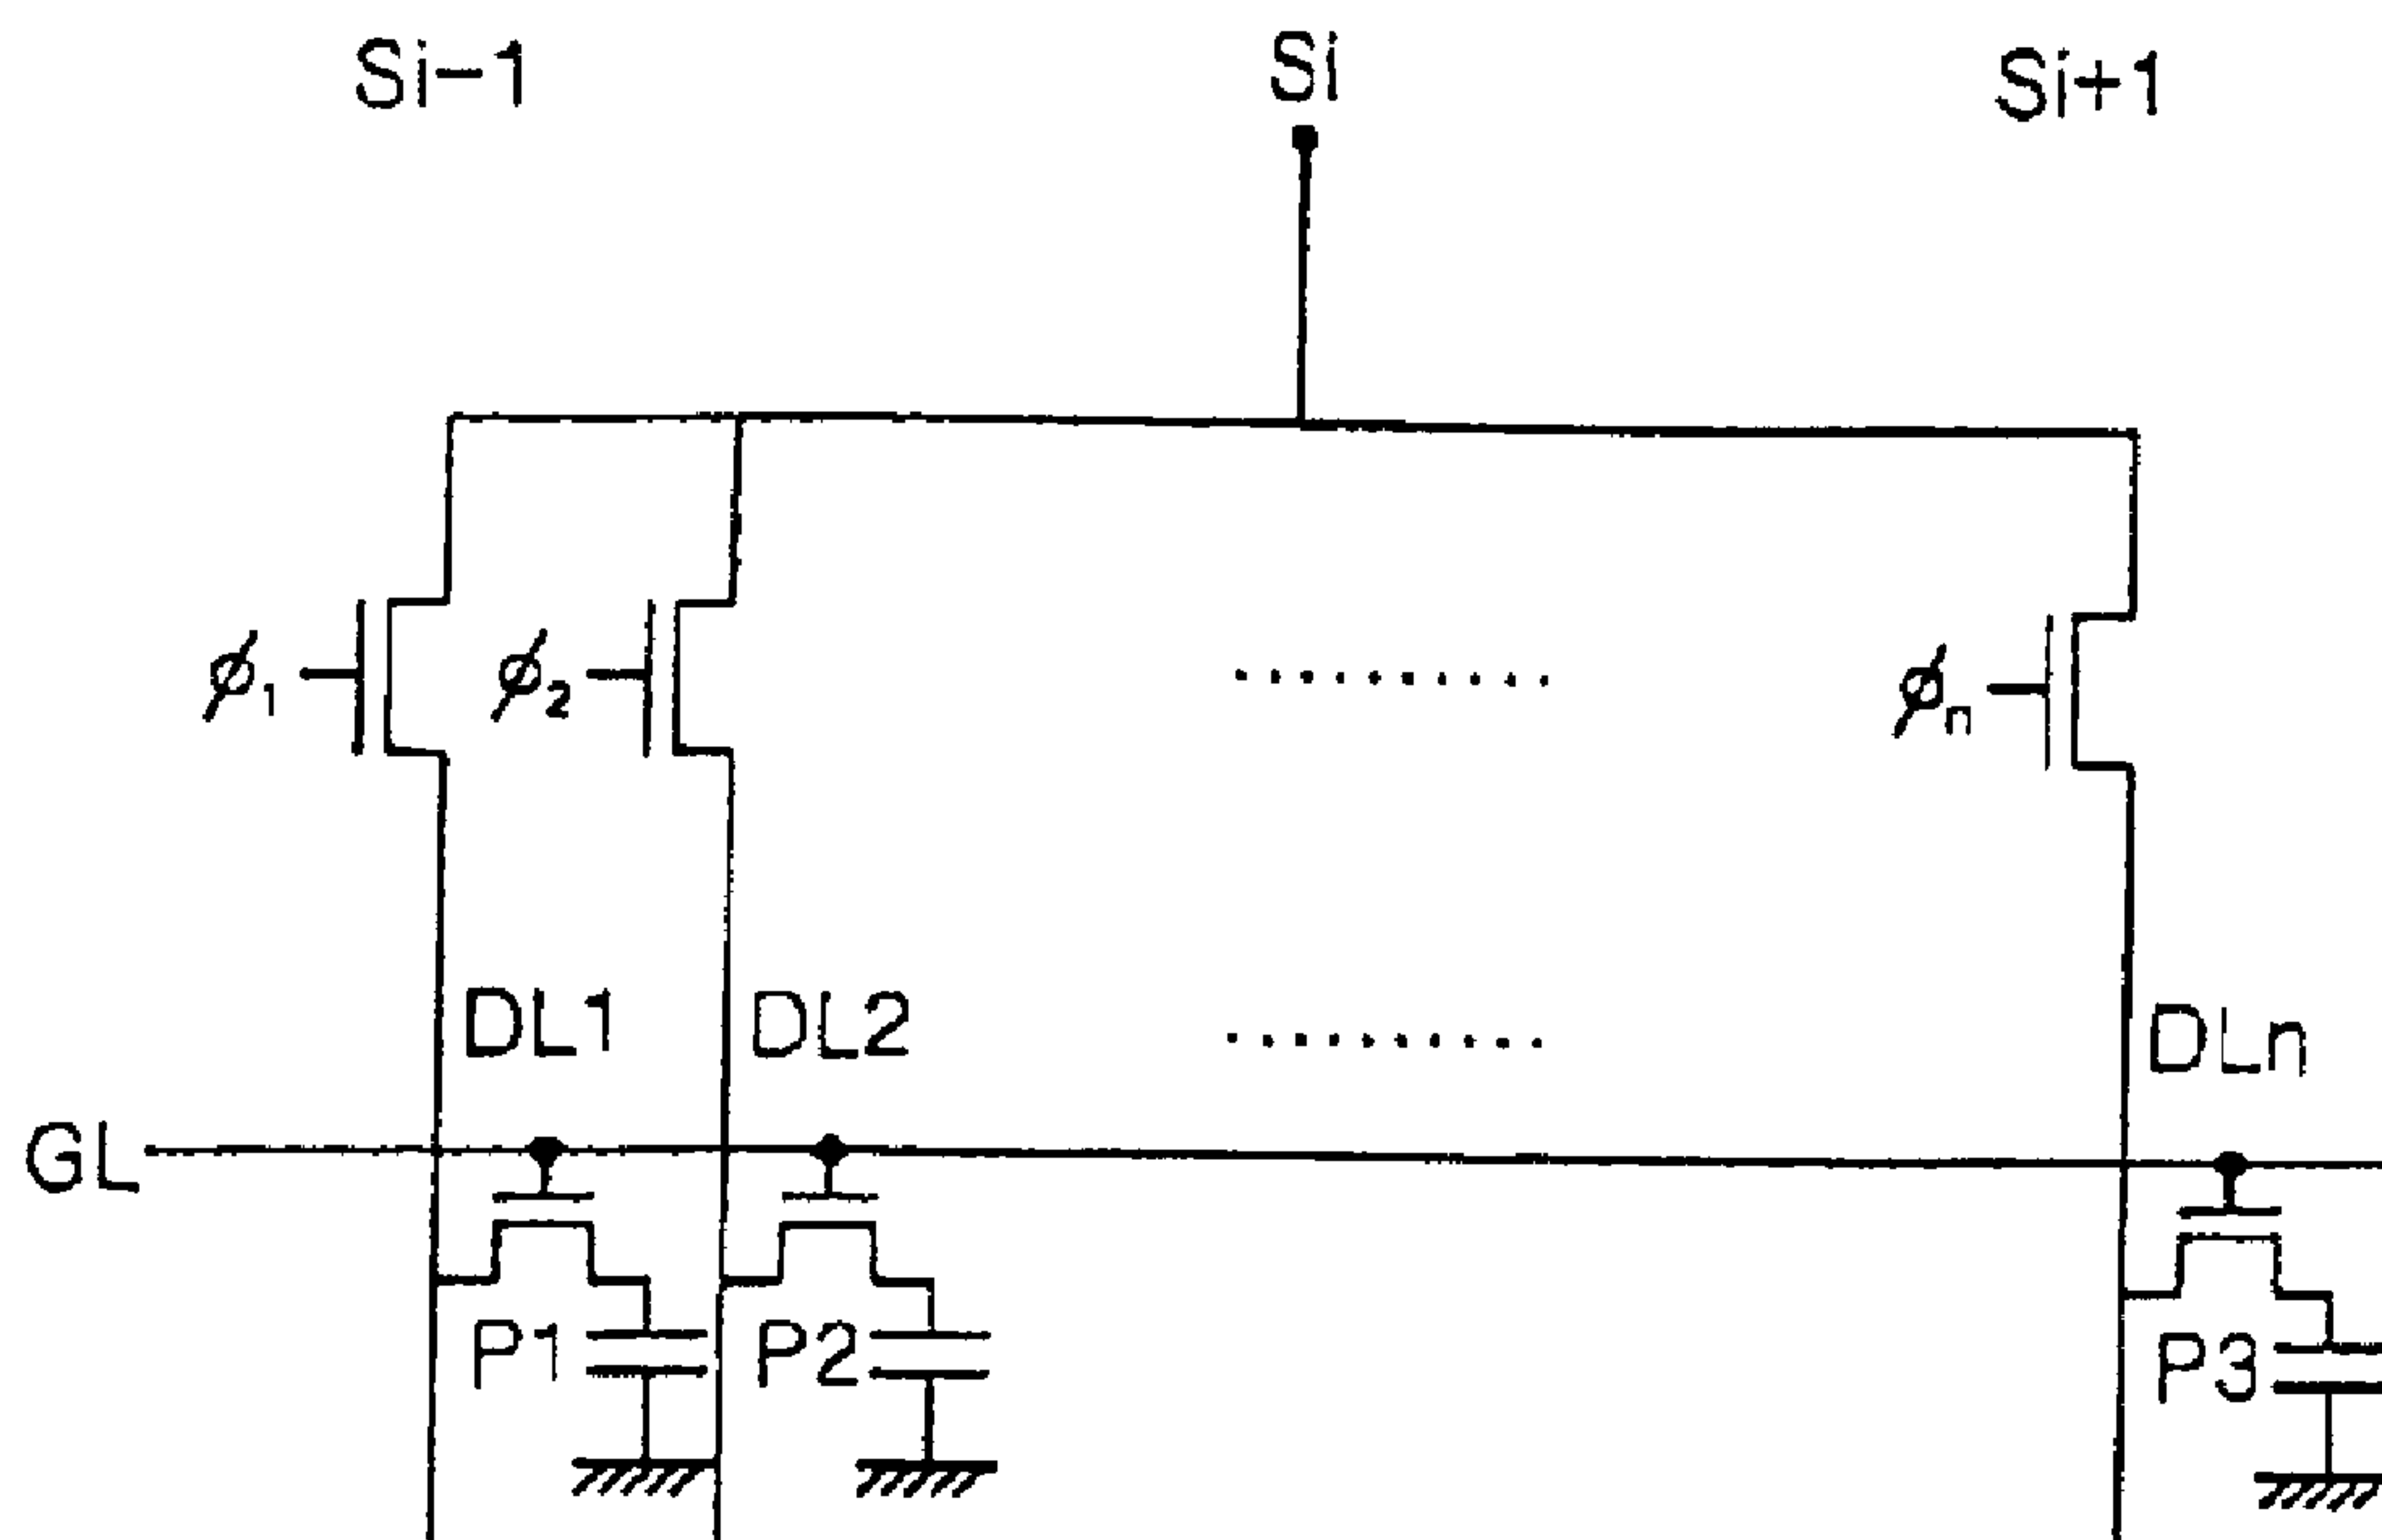 Si-1 Si Si+1
ϕ1 ϕ2 .......... ϕn
DL1 DL2 .......... DLn
GL
P1 P2 P3